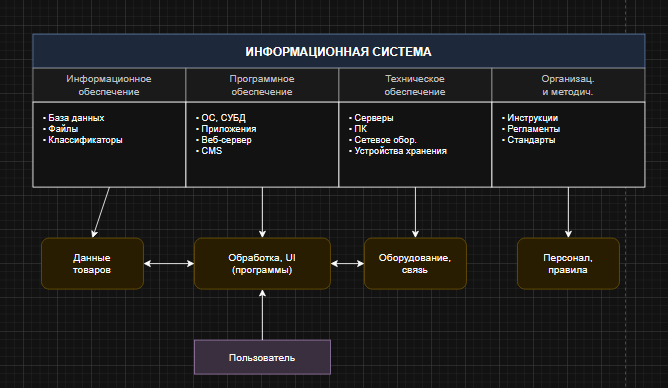 ИНФОРМАЦИОННАЯ СИСТЕМА
Информационное
обеспечение
Программное
обеспечение
Техническое
обеспечение
Организац.
и методич.
• База данных
• Файлы
• Классификаторы
• ОС, СУБД
• Приложения
• Веб-сервер
• CMS
• Серверы
• ПК
• Сетевое обор.
• Устройства хранения
• Инструкции
• Регламенты
• Стандарты
Данные
товаров
Обработка, UI
(программы)
Оборудование,
связь
Персонал,
правила
Пользователь